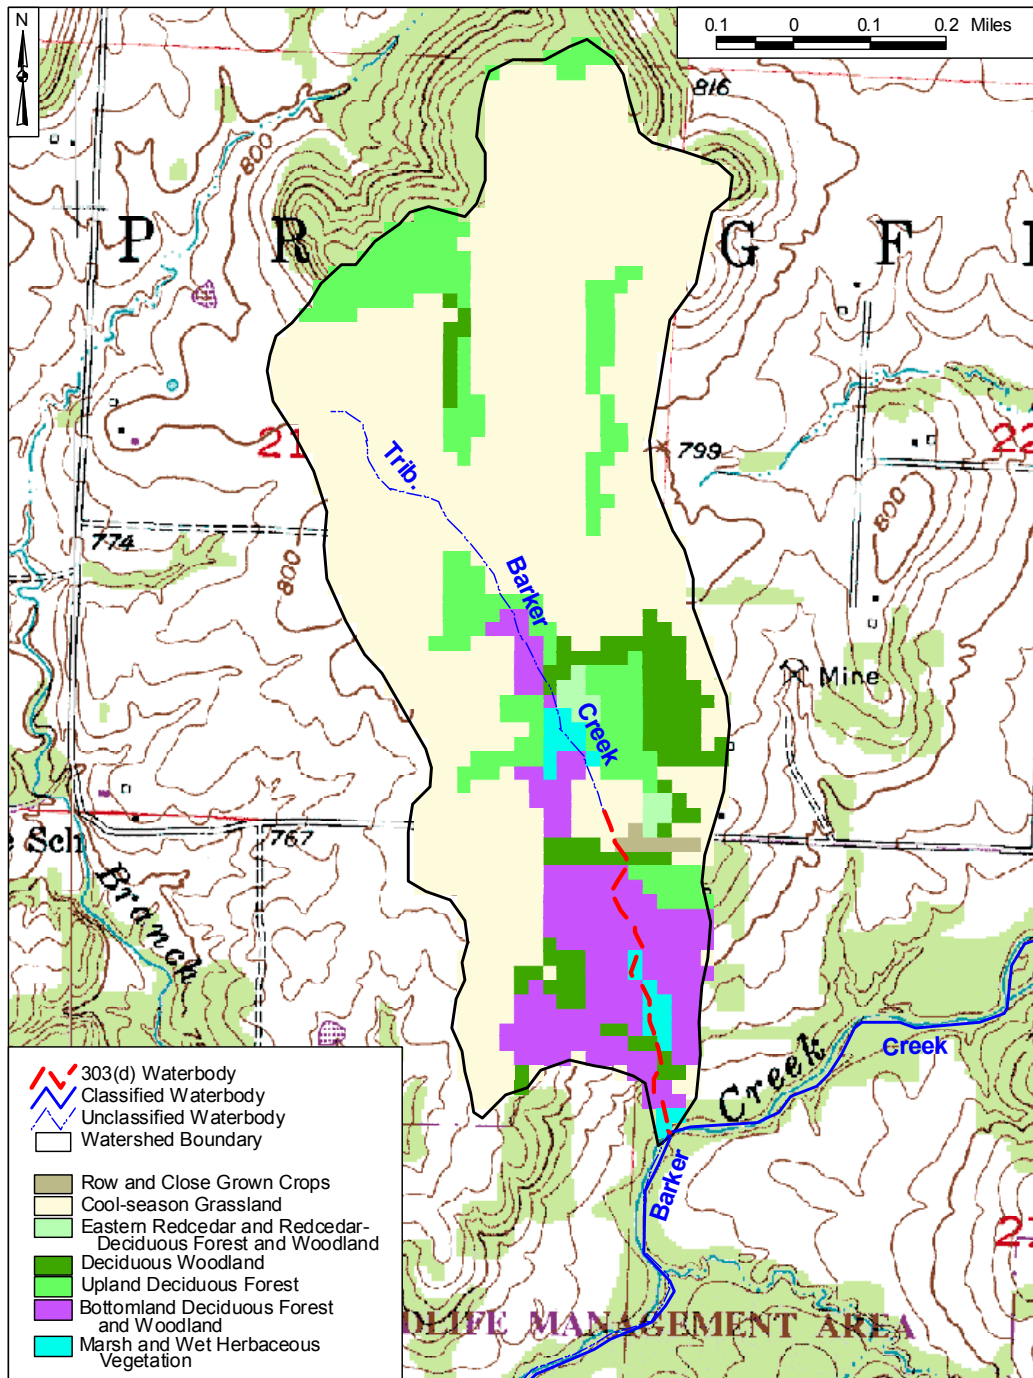 N
0.1 0 0.1 0.2 Miles
816
800
P R G F
799
21
22
Trib.
800
774
800
Barker
Mine
Creek
e Sch
767
Branch
Creek
Creek
Barker
27
DLIFE MANAGEMENT AREA
303(d) Waterbody
Classified Waterbody
Unclassified Waterbody
Watershed Boundary
Row and Close Grown Crops
Cool-season Grassland
Eastern Redcedar and Redcedar-
Deciduous Forest and Woodland
Deciduous Woodland
Upland Deciduous Forest
Bottomland Deciduous Forest
and Woodland
Marsh and Wet Herbaceous
Vegetation